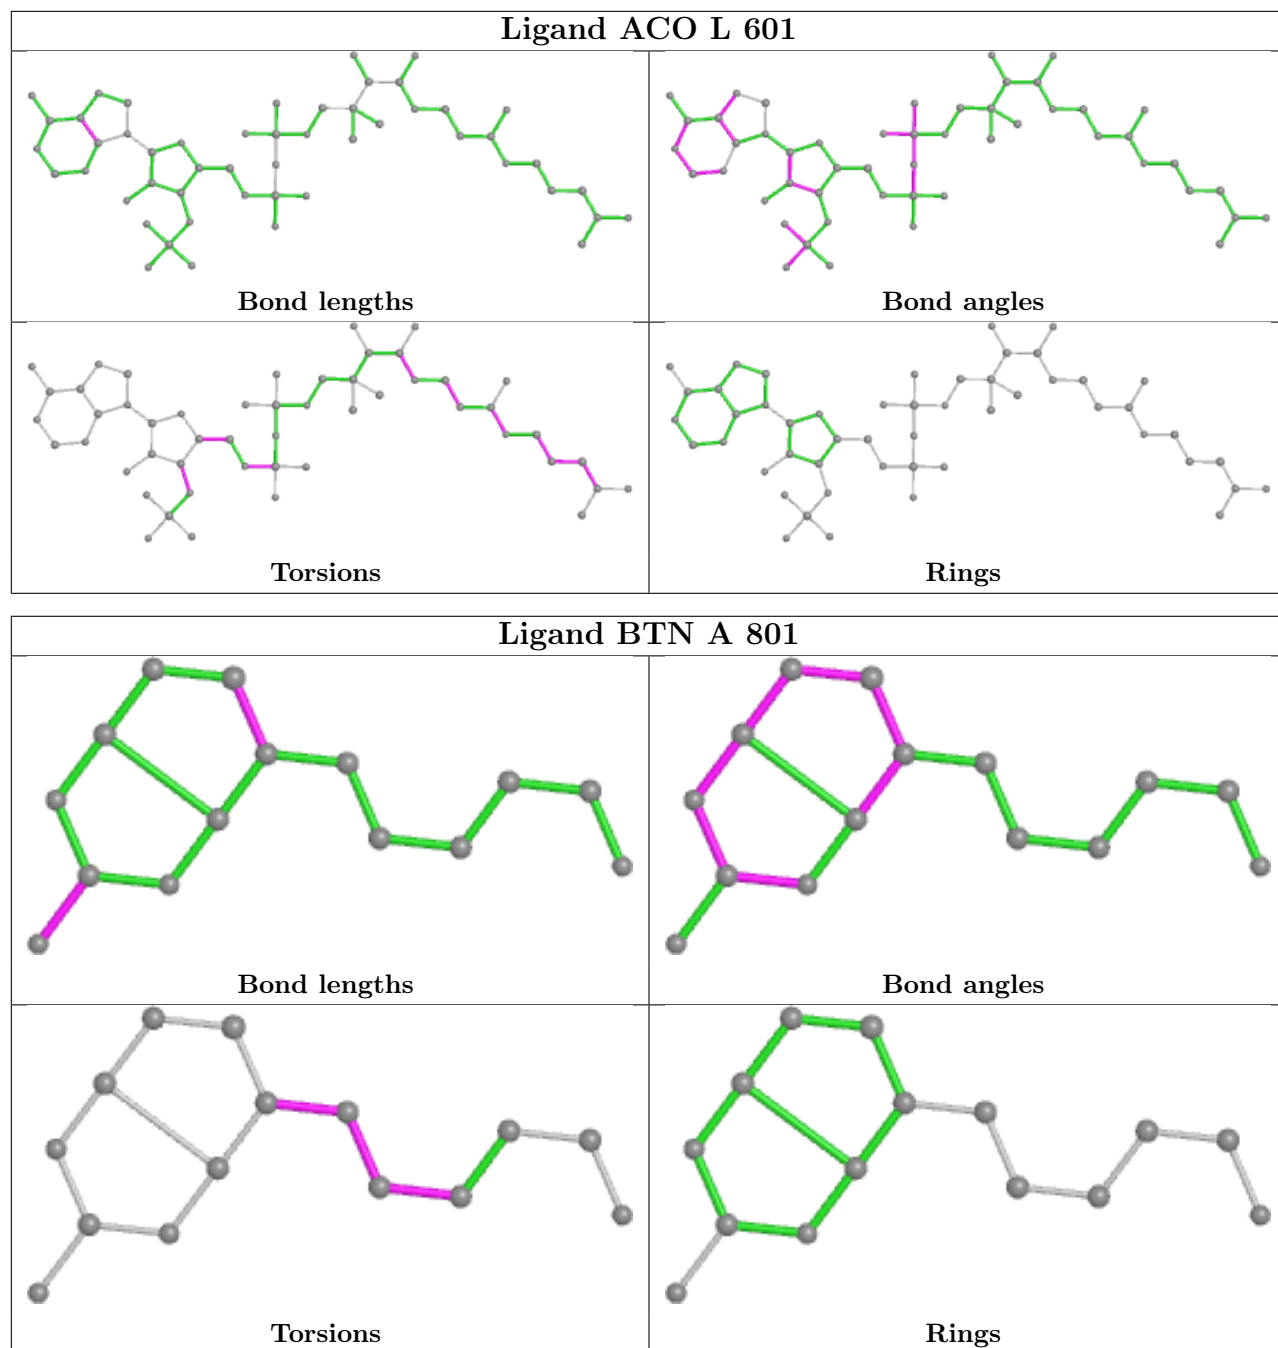 Ligand ACO L 601
Bond lengths
Bond angles
Torsions
Rings
Ligand BTN A 801
Bond lengths
Bond angles
Torsions
Rings